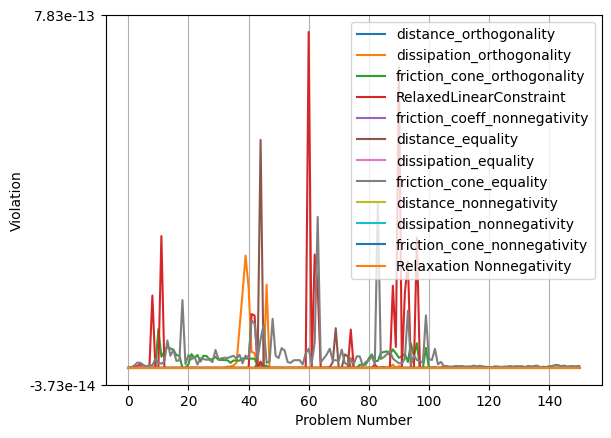 7.83e-13
distance_orthogonality
dissipation_orthogonality
friction_cone_orthogonality
RelaxedLinearConstraint
friction_coeff_nonnegativity
distance_equality
dissipation_equality
friction_cone_equality
distance_nonnegativity
dissipation_nonnegativity
friction_cone_nonnegativity
Relaxation Nonnegativity
Violation
-3.73e-14
0 20 40 60 80 100 120 140
Problem Number